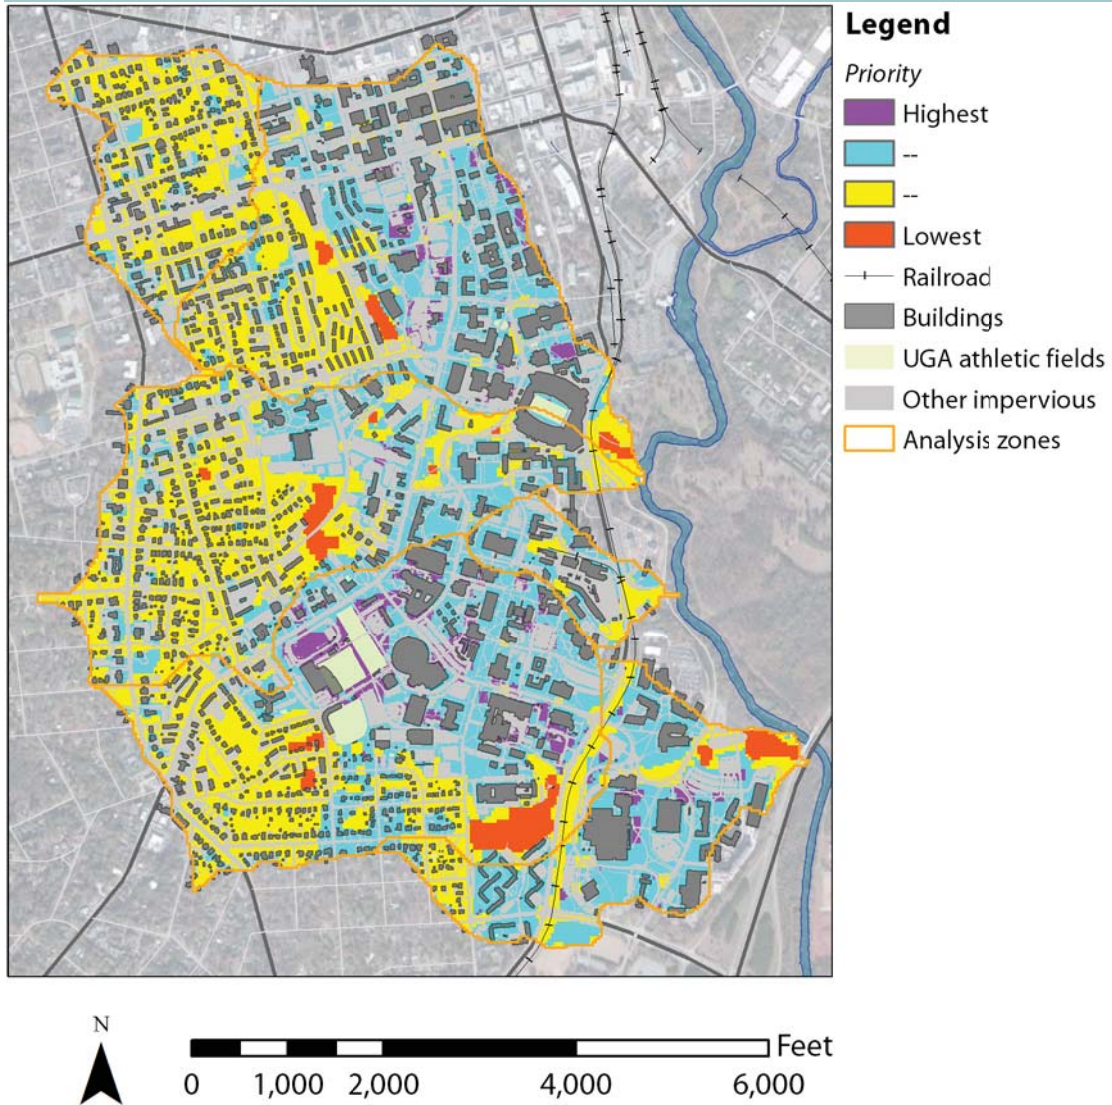 Legend
Priority
Highest
--
--
Lowest
Railroad
Buildings
UGA athletic fields
Other impervious
Analysis zones
N
Feet
0 1,000 2,000 4,000 6,000